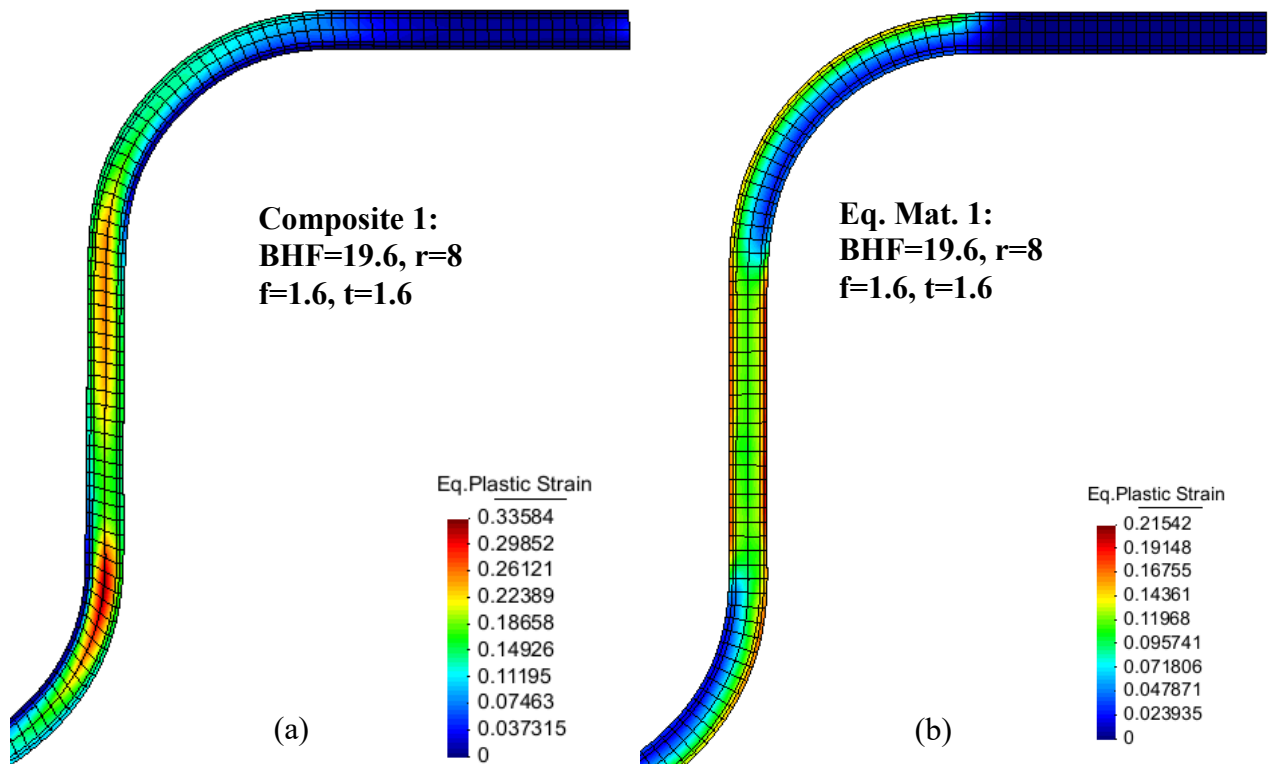 Composite 1:
BHF=19.6, r=8
f=1.6, t=1.6
Eq.Plastic Strain
0.33584
0.29852
0.26121
0.22389
0.18658
0.14926
0.11195
0.07463
0.037315
0
(a)
Eq. Mat. 1:
BHF=19.6, r=8
f=1.6, t=1.6
Eq.Plastic Strain
0.21542
0.19148
0.16755
0.14361
0.11968
0.095741
0.071806
0.047871
0.023935
0
(b)